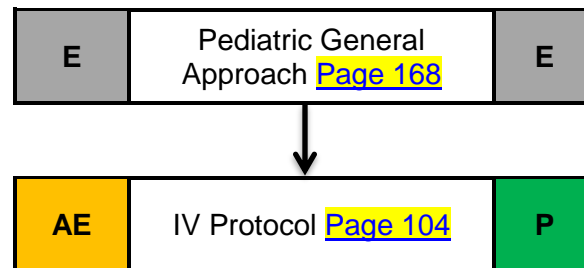 E
Pediatric General
Approach Page 168
E
AE
IV Protocol Page 104
P